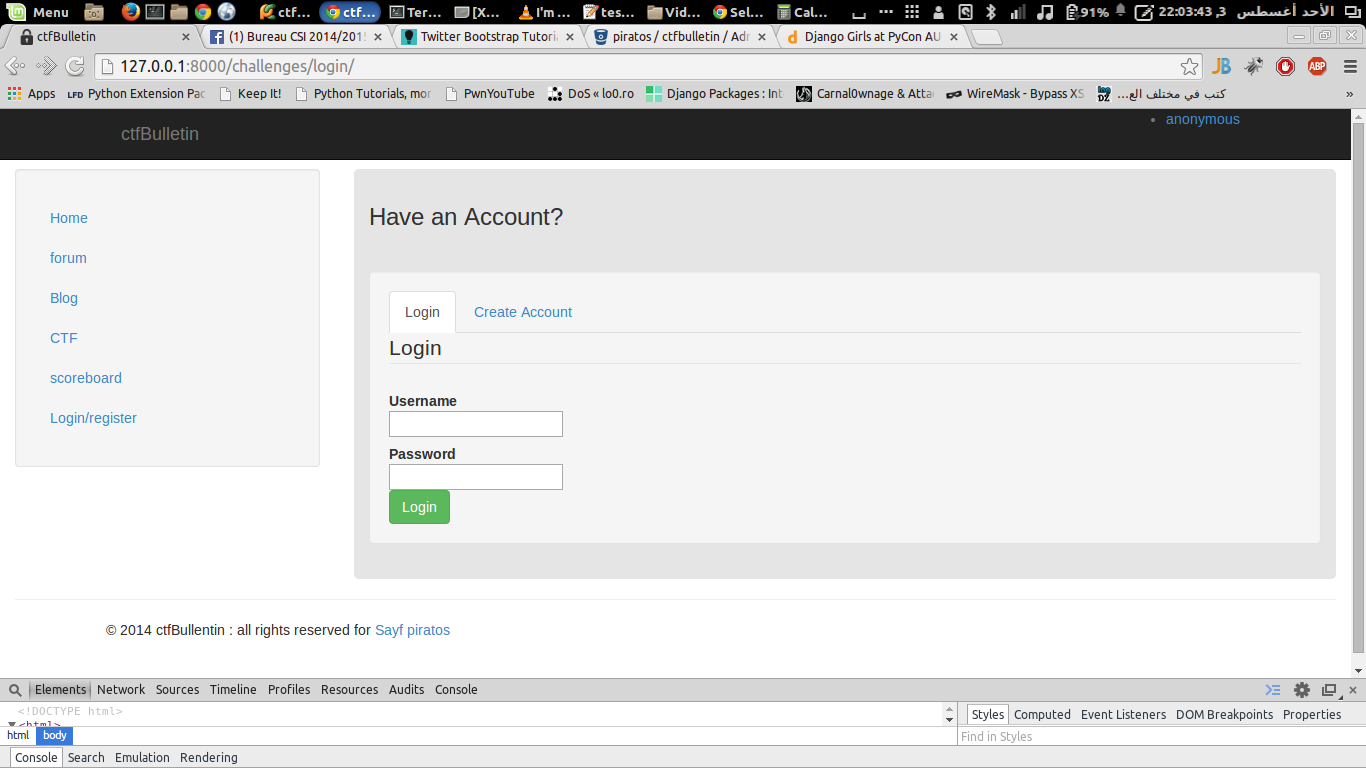 Menu ctf... ctf... Ter... [X... I'm ... tes... Vid... Sel... Cal... 91% 22:03:43 ,3 الأحد أغسطس
ctfBulletin (1) Bureau CSI 2014/201 Twitter Bootstrap Tutori piratos / ctfbulletin / Adr Django Girls at PyCon AU
127.0.0.1:8000/challenges/login/ JB ABP
Apps LFD Python Extension Pac Keep It! Python Tutorials, mor PwnYouTube DoS « lo0.ro Django Packages : Int Carnal0wnage & Atta WireMask - Bypass XS كتب في مختلف الع... »
ctfBulletin
anonymous
Home
forum
Blog
CTF
scoreboard
Login/register
Have an Account?
Login Create Account
Login
Username
Password
Login
© 2014 ctfBullentin : all rights reserved for Sayf piratos
Elements Network Sources Timeline Profiles Resources Audits Console
<!DOCTYPE html>
<html>
html body
Styles Computed Event Listeners DOM Breakpoints Properties
Find in Styles
Console Search Emulation Rendering